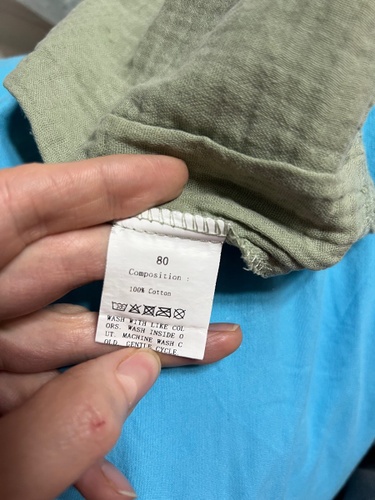 80
Composition :
100% Cotton
WASH WITH LIKE COL
ORS. WASH INSIDE O
UT. MACHINE WASH C
OLD. GENTLE CYCLE